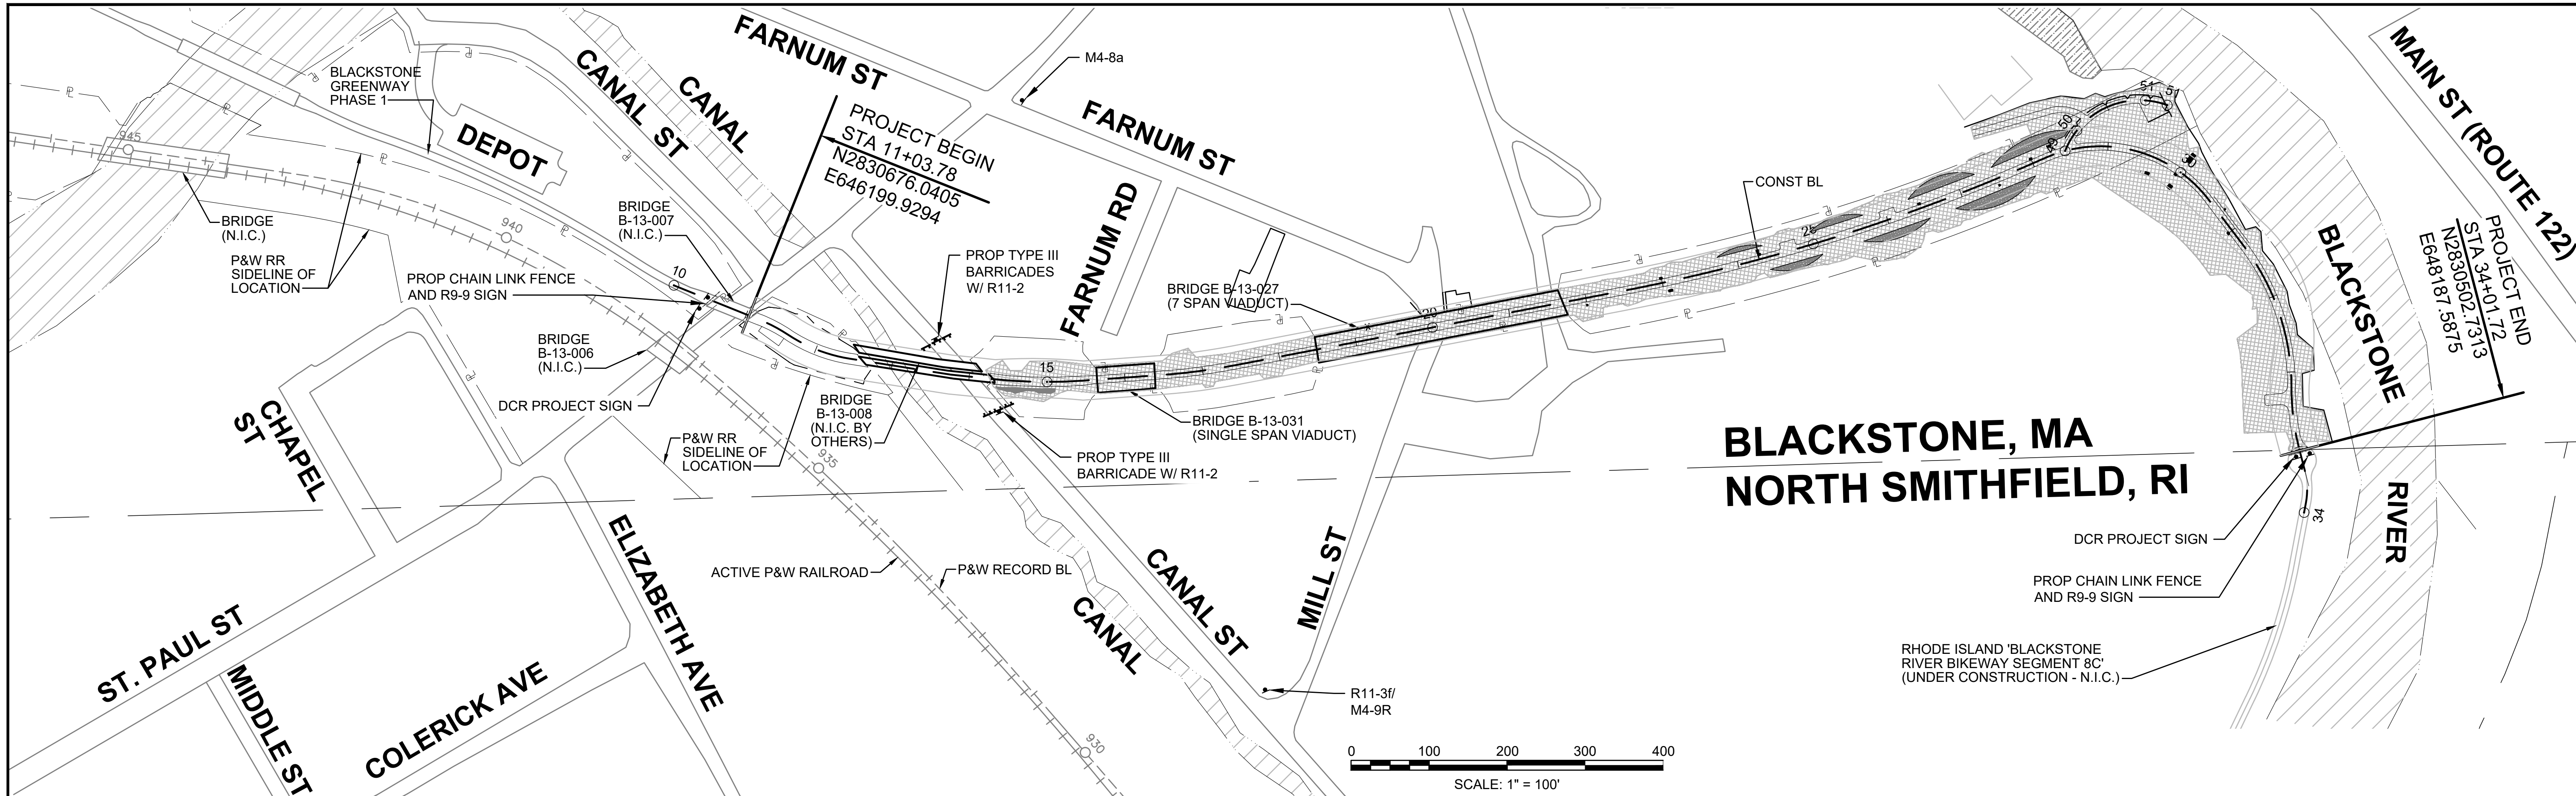 FARNUM ST
M4-8a
CANAL ST
CANAL
BLACKSTONE
GREENWAY
PHASE 1
DEPOT
MAIN ST (ROUTE 122)
PROJECT BEGIN
STA 11+03.78
N2830676.0405
E646199.9294
FARNUM ST
FARNUM RD
945
BRIDGE
(N.I.C.)
P&W RR
SIDELINE OF
LOCATION
940
BRIDGE
B-13-007
(N.I.C.)
10
PROP CHAIN LINK FENCE
AND R9-9 SIGN
BRIDGE
B-13-006
(N.I.C.)
DCR PROJECT SIGN
PROP TYPE III
BARRICADES
W/ R11-2
BRIDGE B-13-027
(7 SPAN VIADUCT)
CONST BL
15
20
25
30
49
50
51
51
BRIDGE
B-13-008
(N.I.C. BY
OTHERS)
BRIDGE B-13-031
(SINGLE SPAN VIADUCT)
PROP TYPE III
BARRICADE W/ R11-2
P&W RR
SIDELINE OF
LOCATION
935
BLACKSTONE
RIVER
PROJECT END
STA 34+01.72
N2830502.7313
E648187.5875
BLACKSTONE, MA
NORTH SMITHFIELD, RI
CHAPEL
ST
ELIZABETH AVE
ACTIVE P&W RAILROAD
P&W RECORD BL
CANAL ST
CANAL
MILL ST
34
DCR PROJECT SIGN
PROP CHAIN LINK FENCE
AND R9-9 SIGN
RHODE ISLAND 'BLACKSTONE
RIVER BIKEWAY SEGMENT 8C'
(UNDER CONSTRUCTION - N.I.C.)
ST. PAUL ST
MIDDLE ST
COLERICK AVE
930
R11-3f/
M4-9R
0 100 200 300 400
SCALE: 1" = 100'